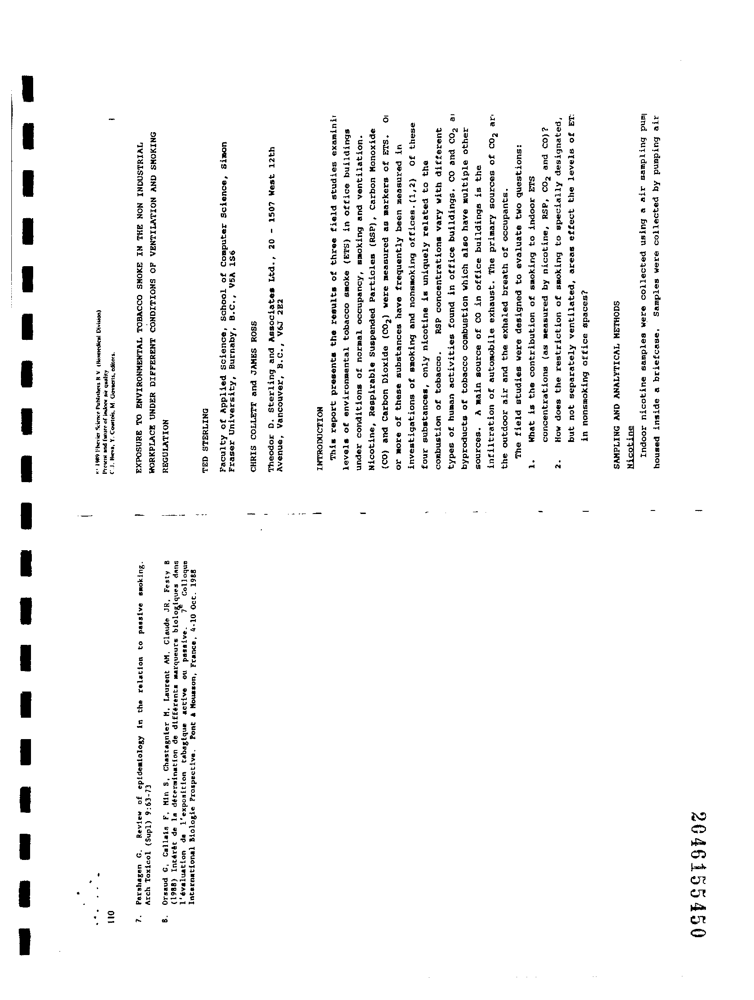 110
7. Pershagen G. Review of epidemiology in the relation to passive smoking.
Arch Toxicol (Supl) 9:63-73
8. Orssud G, Callain F, Min S, Chastagnier M, Laurent AM, Claude JR, Festy B
(1988) Intérêt de la détermination de différents marqueurs biologiques dans
l'évaluation de l'exposition tabagique active ou passive. 7e Colloque
International Biologie Prospective. Pont à Mousson, France, 4-10 Oct. 1988
© 1989 Elsevier Science Publishers B.V. (Biomedical Division)
Present and future of indoor air quality
C.J. Bieva, Y. Courtois, M. Govaerts, editors.
EXPOSURE TO ENVIRONMENTAL TOBACCO SMOKE IN THE NON INDUSTRIAL
WORKPLACE UNDER DIFFERENT CONDITIONS OF VENTILATION AND SMOKING
REGULATION
TED STERLING
Faculty of Applied Science, School of Computer Science, Simon
Fraser University, Burnaby, B.C., V5A 1S6
CHRIS COLLETT and JAMES ROSS
Theodor D. Sterling and Associates Ltd., 20 - 1507 West 12th
Avenue, Vancouver, B.C., V6J 2E2
INTRODUCTION
This report presents the results of three field studies examini
levels of environmental tobacco smoke (ETS) in office buildings
under conditions of normal occupancy, smoking and ventilation.
Nicotine, Respirable Suspended Particles (RSP), Carbon Monoxide
(CO) and Carbon Dioxide (CO2) were measured as markers of ETS. O
or more of these substances have frequently been measured in
investigations of smoking and nonsmoking offices.(1,2) Of these
four substances, only nicotine is uniquely related to the
combustion of tobacco. RSP concentrations vary with different
types of human activities found in office buildings. CO and CO2 a
byproducts of tobacco combustion which also have multiple other
sources. A main source of CO in office buildings is the
infiltration of automobile exhaust. The primary sources of CO2 ar
the outdoor air and the exhaled breath of occupants.
The field studies were designed to evaluate two questions:
1. What is the contribution of smoking to indoor ETS
concentrations (as measured by nicotine, RSP, CO2 and CO)?
2. How does the restriction of smoking to specially designated,
but not separately ventilated, areas effect the levels of ET
in nonsmoking office spaces?
SAMPLING AND ANALYTICAL METHODS
Nicotine
Indoor nicotine samples were collected using a air sampling pum
housed inside a briefcase. Samples were collected by pumping air
2046155450